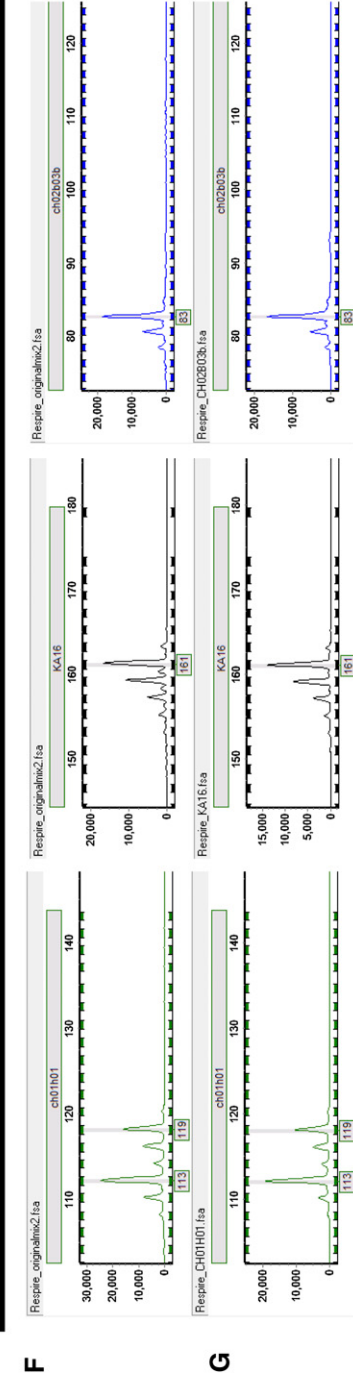 F
Respire_originalmix2.fsa
ch01h01
110 120 130 140
30,000
20,000
10,000
0
113 119
Respire_originalmix2.fsa
KA16
150 160 170 180
20,000
10,000
0
161
Respire_originalmix2.fsa
ch02b03b
80 90 100 110 120
20,000
10,000
0
83
G
Respire_CH01H01.fsa
ch01h01
110 120 130 140
20,000
10,000
0
113 119
Respire_KA16.fsa
KA16
150 160 170 180
15,000
10,000
5,000
0
161
Respire_CH02B03b.fsa
ch02b03b
80 90 100 110 120
20,000
10,000
0
83